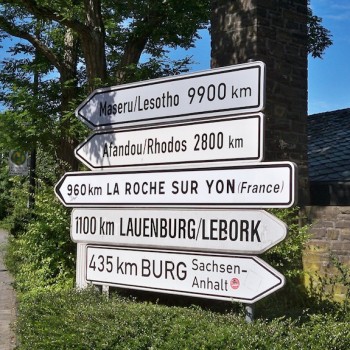 Maseru/Lesotho 9900 km
Afandou/Rhodos 2800 km
960 km LA ROCHE SUR YON (France)
1100 km LAUENBURG/LEBORK
435 km BURG Sachsen-
Anhalt